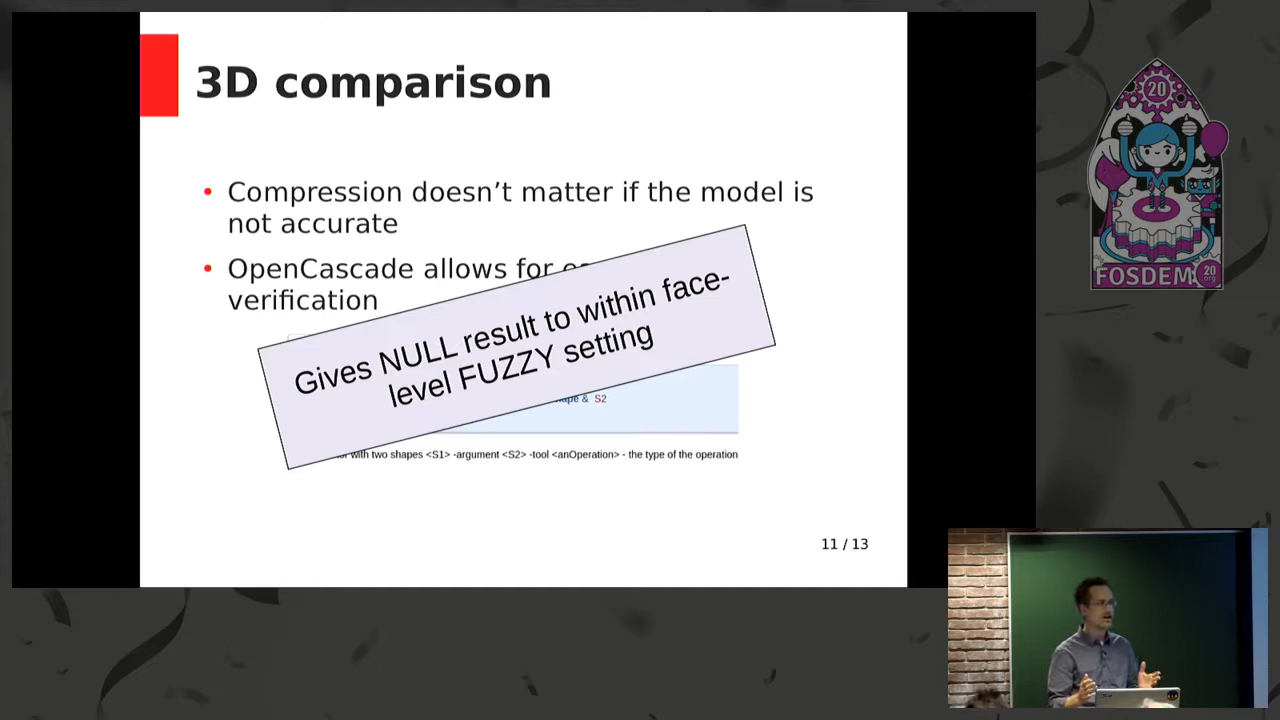 3D comparison
• Compression doesn’t matter if the model is
not accurate
• OpenCascade allows for
verification
Gives NULL result to within face-
level FUZZY setting
& S2
with two shapes <S1> -argument <S2> -tool <anOperation> - the type of the operation
11 / 13
20
FOSDEM
20
.org